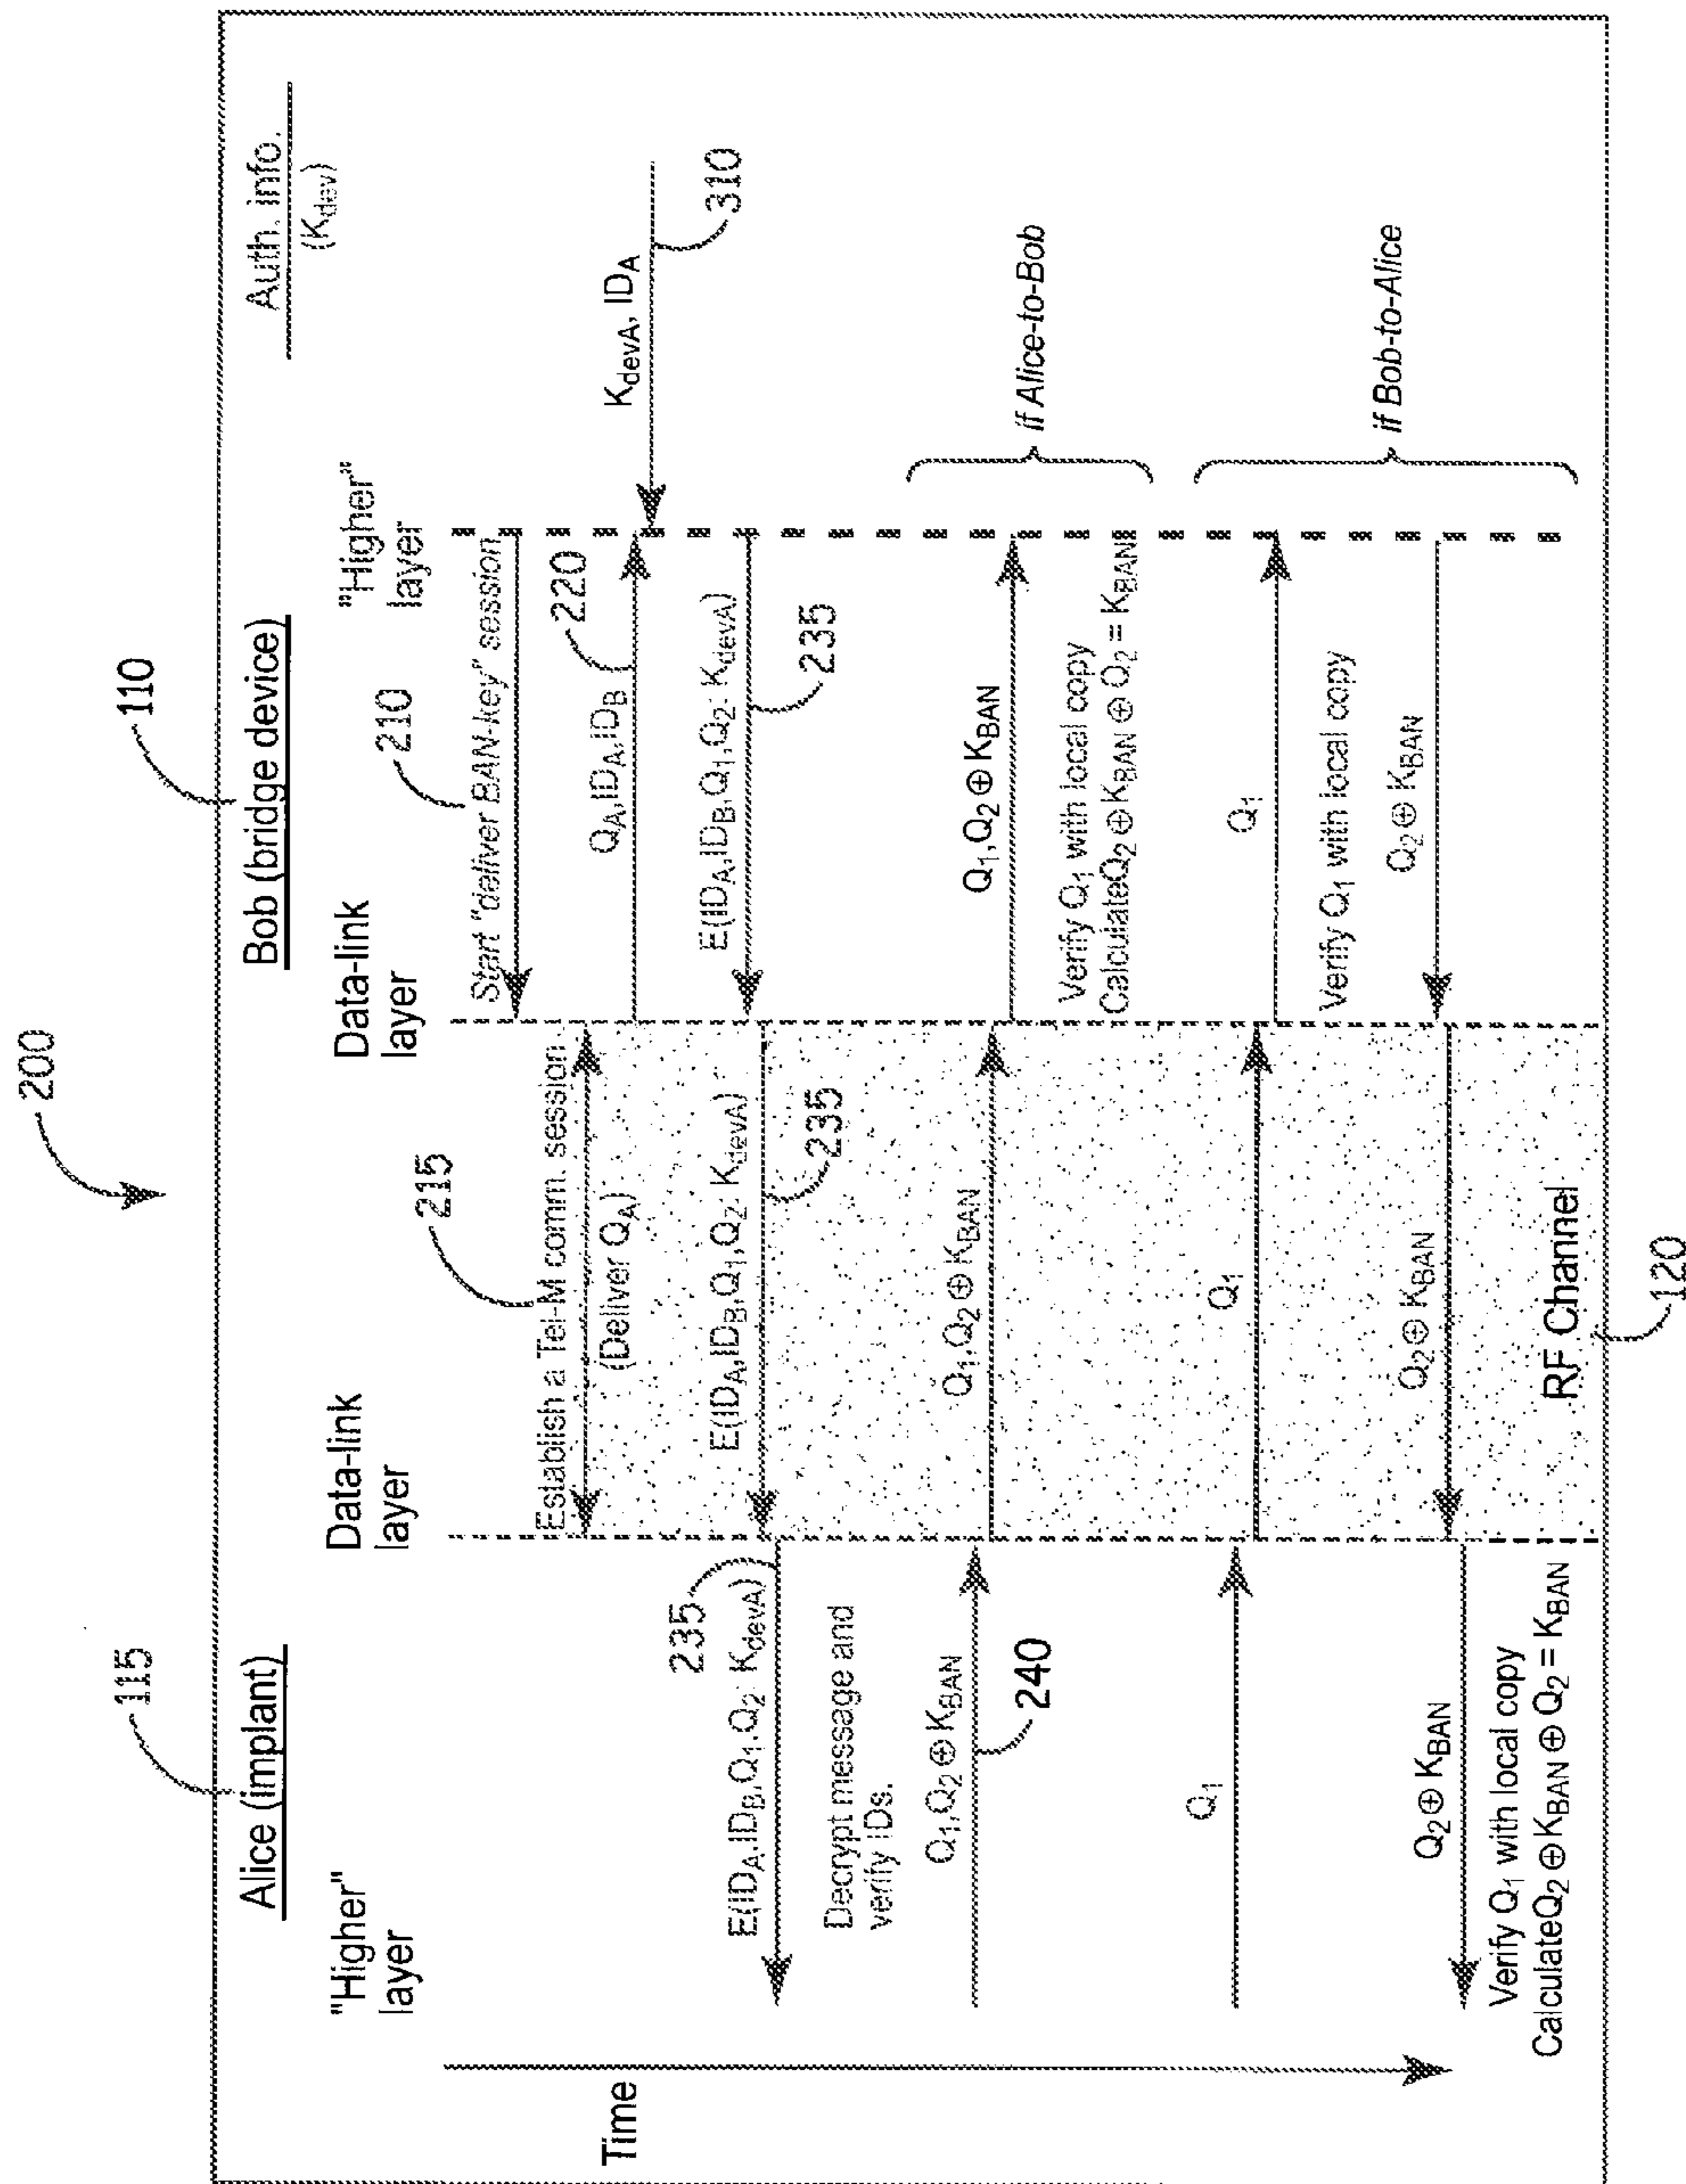 200
115
110
Alice (implant)
Bob (bridge device)
Auth. info.
(Kdev)
"Higher"
layer
Data-link
layer
Data-link
layer
"Higher"
layer
Time
210
Start "deliver BAN-key" session
215
Establish a Tel-M comm. session
(Deliver QA)
220
QA,IDA,IDB
KdevA, IDA
310
E(IDA,IDB,Q1,Q2: KdevA)
235
E(IDA,IDB,Q1,Q2: KdevA)
235
E(IDA,IDB,Q1,Q2: KdevA)
235
Decrypt message and
verify IDs.
Q1,Q2⊕KBAN
240
Q1,Q2⊕KBAN
Q1,Q2⊕KBAN
if Alice-to-Bob
Verify Q1 with local copy
CalculateQ2⊕KBAN⊕Q2 = KBAN
Q1
Q1
Q1
if Bob-to-Alice
Verify Q1 with local copy
Q2⊕KBAN
Q2⊕KBAN
Q2⊕KBAN
Verify Q1 with local copy
CalculateQ2⊕KBAN⊕Q2 = KBAN
RF Channel
120